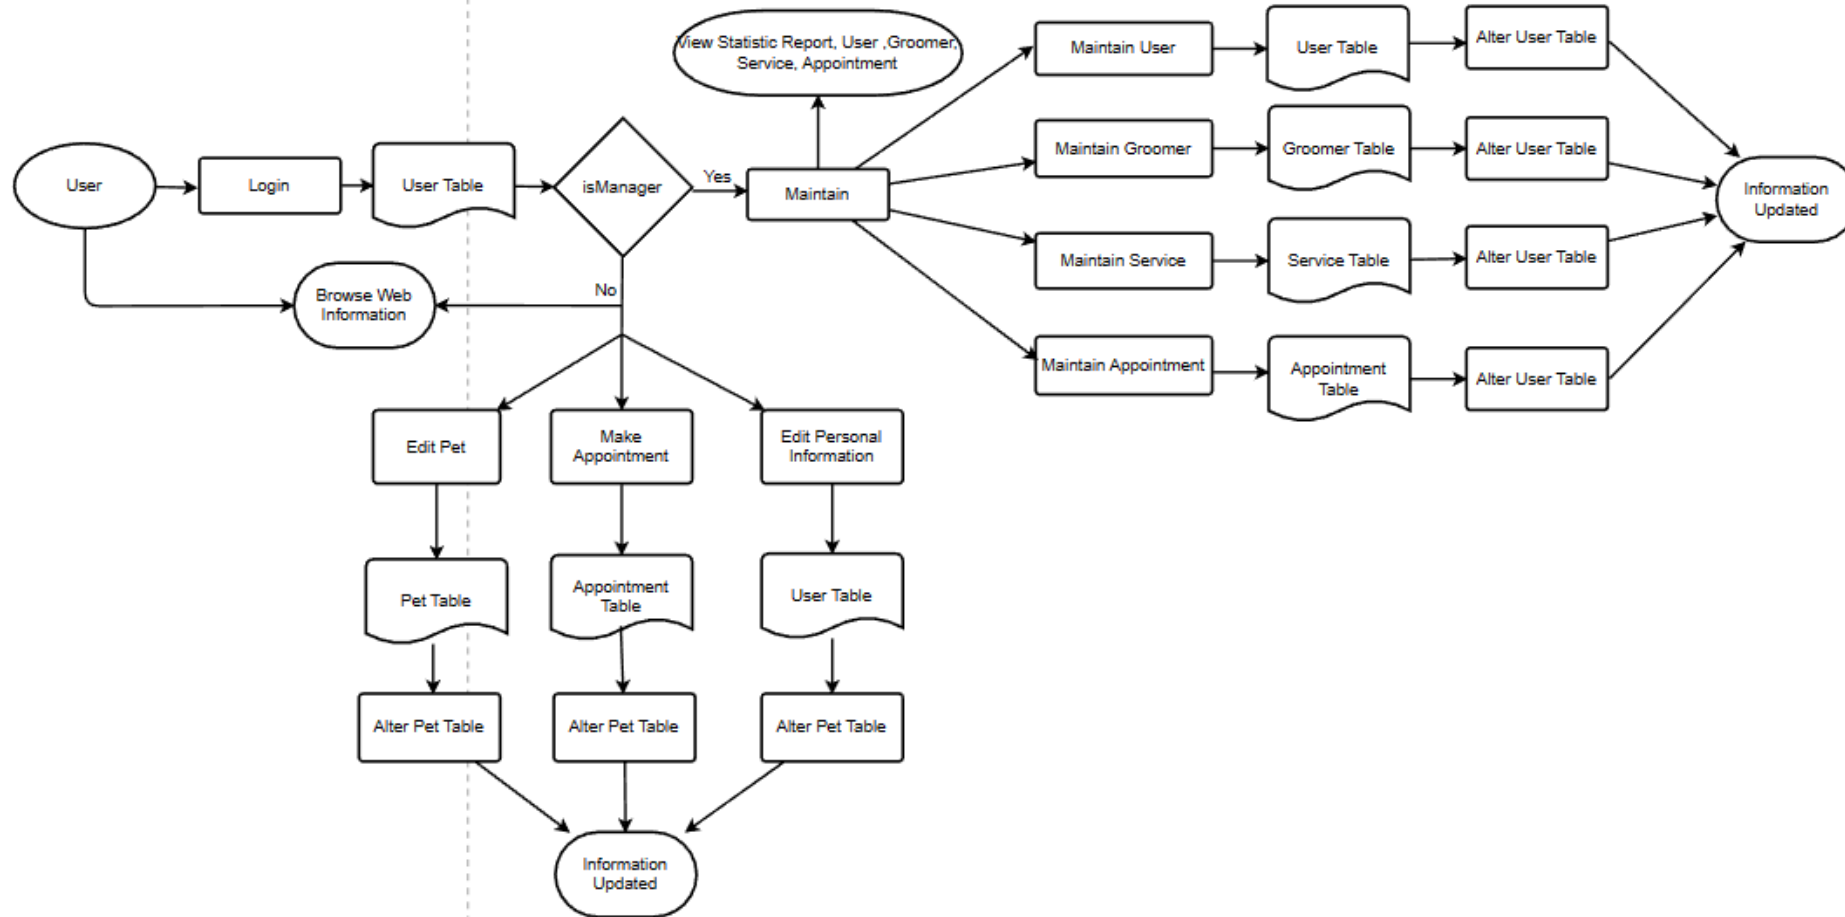 View Statistic Report, User ,Groomer,
Service, Appointment
Maintain User
User Table
Alter User Table
Maintain Groomer
Groomer Table
Alter User Table
User
Login
User Table
isManager
Yes
Maintain
Information
Updated
Maintain Service
Service Table
Alter User Table
No
Browse Web
Information
Maintain Appointment
Appointment
Table
Alter User Table
Edit Pet
Make
Appointment
Edit Personal
Information
Pet Table
Appointment
Table
User Table
Alter Pet Table
Alter Pet Table
Alter Pet Table
Information
Updated